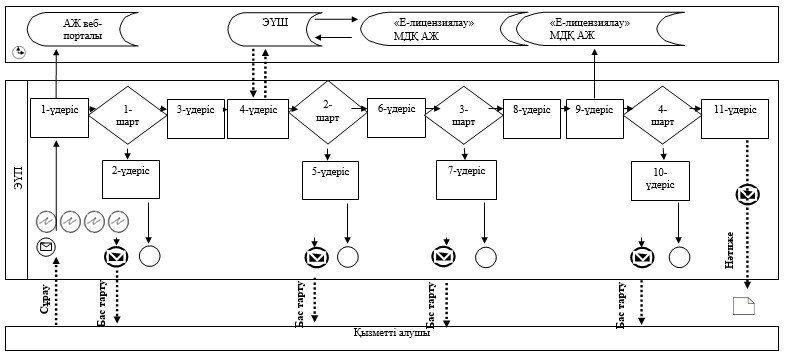 АЖ веб-
порталы
ЭҮШ
«Е-лицензиялау»
МДҚ АЖ
«Е-лицензиялау»
МДҚ АЖ
ЭҮП
1-үдеріс
1-
шарт
3-үдеріс
4-үдеріс
2-
шарт
6-үдеріс
3-
шарт
8-үдеріс
9-үдеріс
4-
шарт
11-үдеріс
2-үдеріс
5-үдеріс
7-үдеріс
10-
үдеріс
Сұрау
Бас тарту
Бас тарту
Бас тарту
Бас тарту
Нәтиже
Қызметті алушы